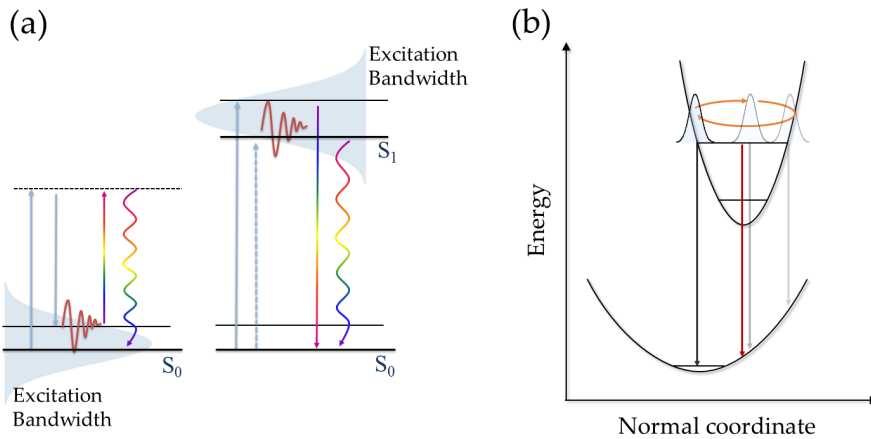 (a)
Excitation
Bandwidth
S1
S0
S0
Excitation
Bandwidth
(b)
Energy
Normal coordinate